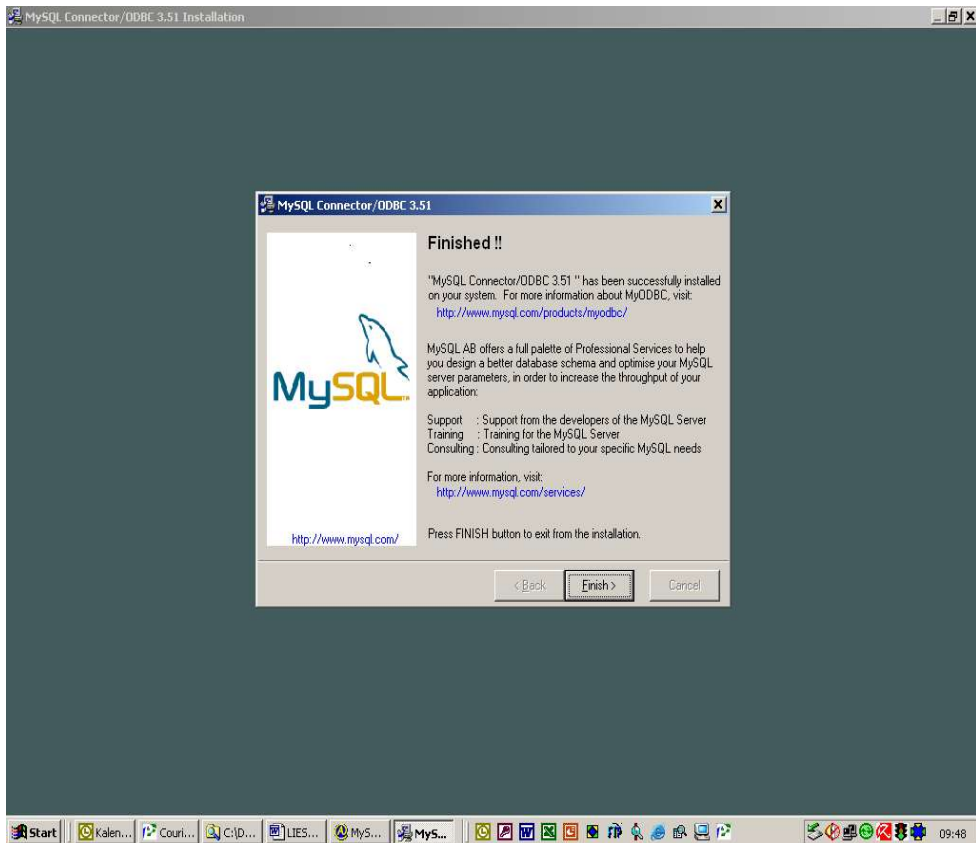 MySQL Connector/ODBC 3.51 Installation
MySQL Connector/ODBC 3.51
Finished !!
"MySQL Connector/ODBC 3.51 " has been successfully installed
on your system. For more information about MyODBC, visit:
http://www.mysql.com/products/myodbc/
MySQL AB offers a full palette of Professional Services to help
you design a better database schema and optimise your MySQL
server parameters, in order to increase the throughput of your
application:
Support : Support from the developers of the MySQL Server
Training : Training for the MySQL Server
Consulting : Consulting tailored to your specific MySQL needs
For more information, visit:
http://www.mysql.com/services/
Press FINISH button to exit from the installation.
MySQL
http://www.mysql.com/
< Back
Finish >
Cancel
Start
Kalen...
Couri...
C:\D...
LIES...
MyS...
MyS...
09:48